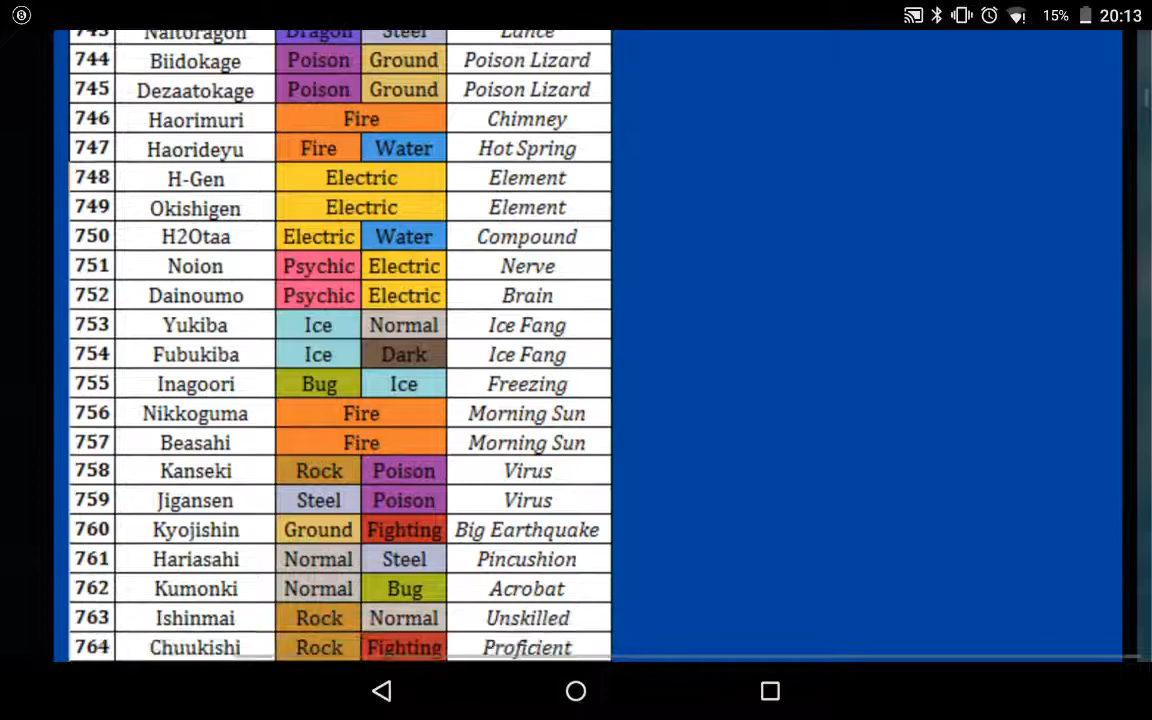 15% 20:13
743 Naitoragon Dragon Steel Lance
744 Biidokage Poison Ground Poison Lizard
745 Dezaatokage Poison Ground Poison Lizard
746 Haorimuri Fire Chimney
747 Haorideyu Fire Water Hot Spring
748 H-Gen Electric Element
749 Okishigen Electric Element
750 H2Otaa Electric Water Compound
751 Noion Psychic Electric Nerve
752 Dainoumo Psychic Electric Brain
753 Yukiba Ice Normal Ice Fang
754 Fubukiba Ice Dark Ice Fang
755 Inagoori Bug Ice Freezing
756 Nikkoguma Fire Morning Sun
757 Beasahi Fire Morning Sun
758 Kanseki Rock Poison Virus
759 Jigansen Steel Poison Virus
760 Kyojishin Ground Fighting Big Earthquake
761 Hariasahi Normal Steel Pincushion
762 Kumonki Normal Bug Acrobat
763 Ishinmai Rock Normal Unskilled
764 Chuukishi Rock Fighting Proficient